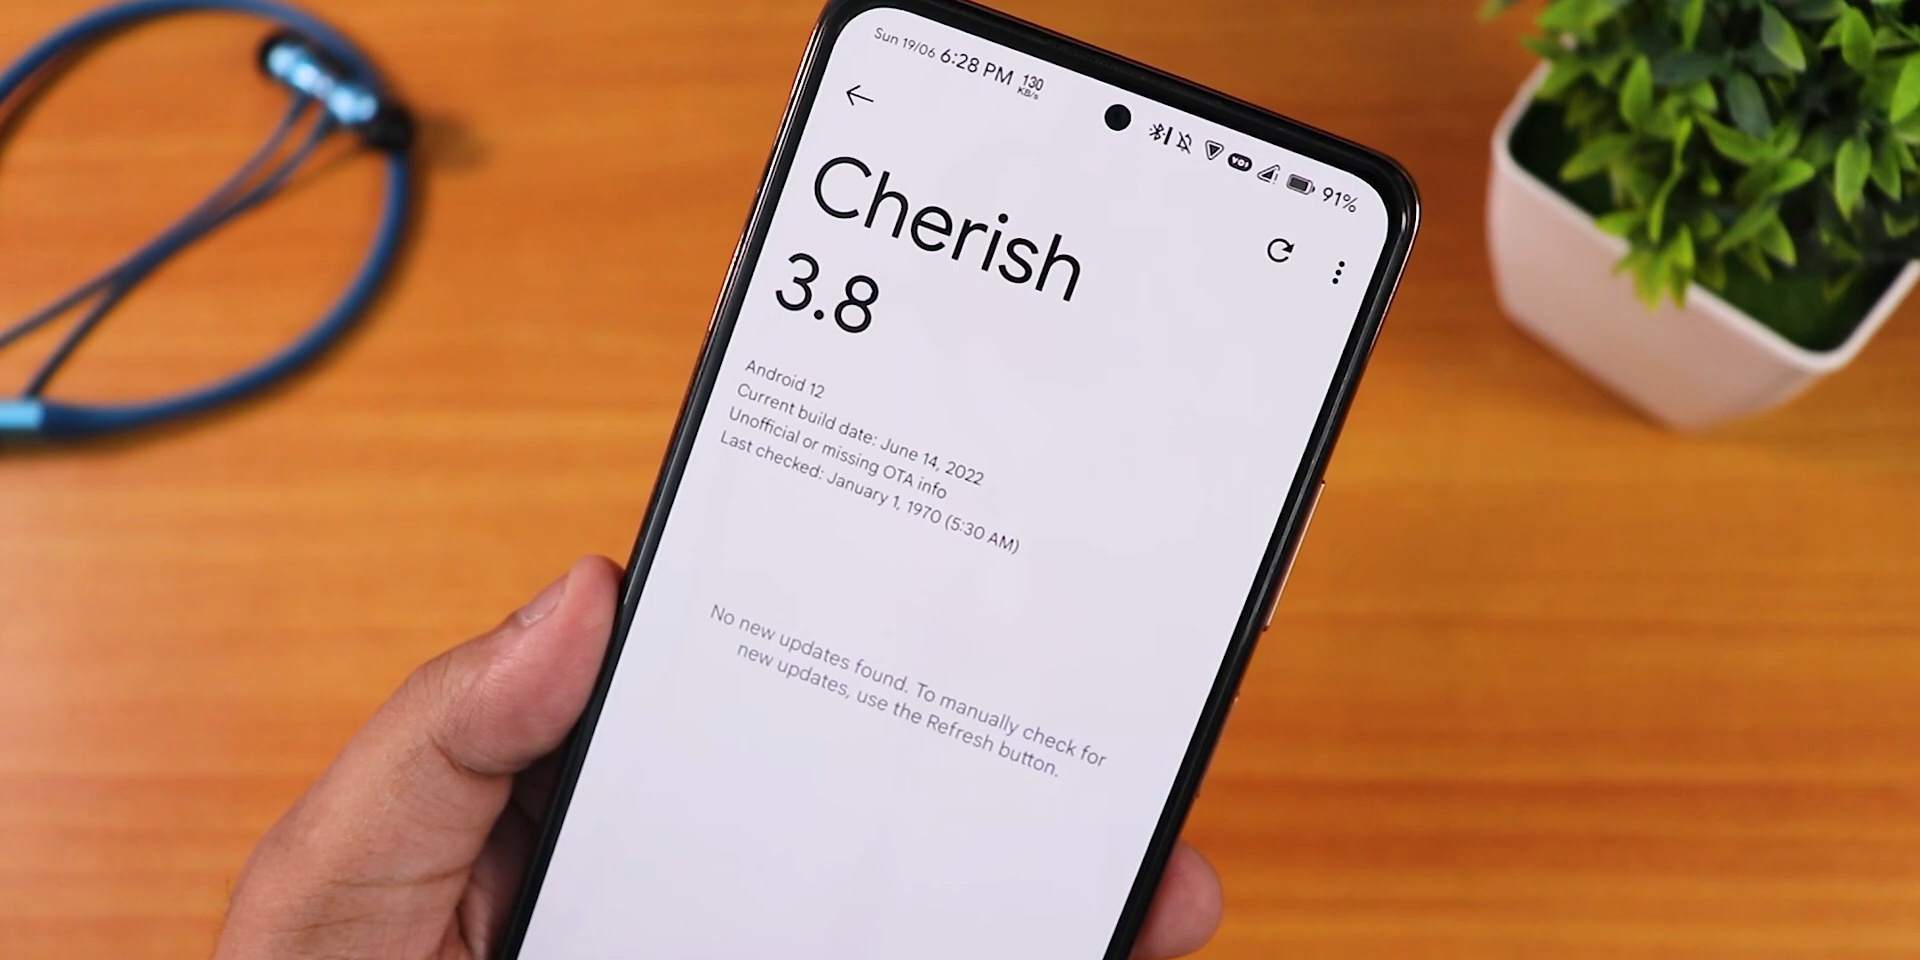 Sun 19/06 6:28 PM 130 KB/s 91%
Cherish
3.8
Android 12
Current build date: June 14, 2022
Unofficial or missing OTA info
Last checked: January 1, 1970 (5:30 AM)
No new updates found. To manually check for
new updates, use the Refresh button.